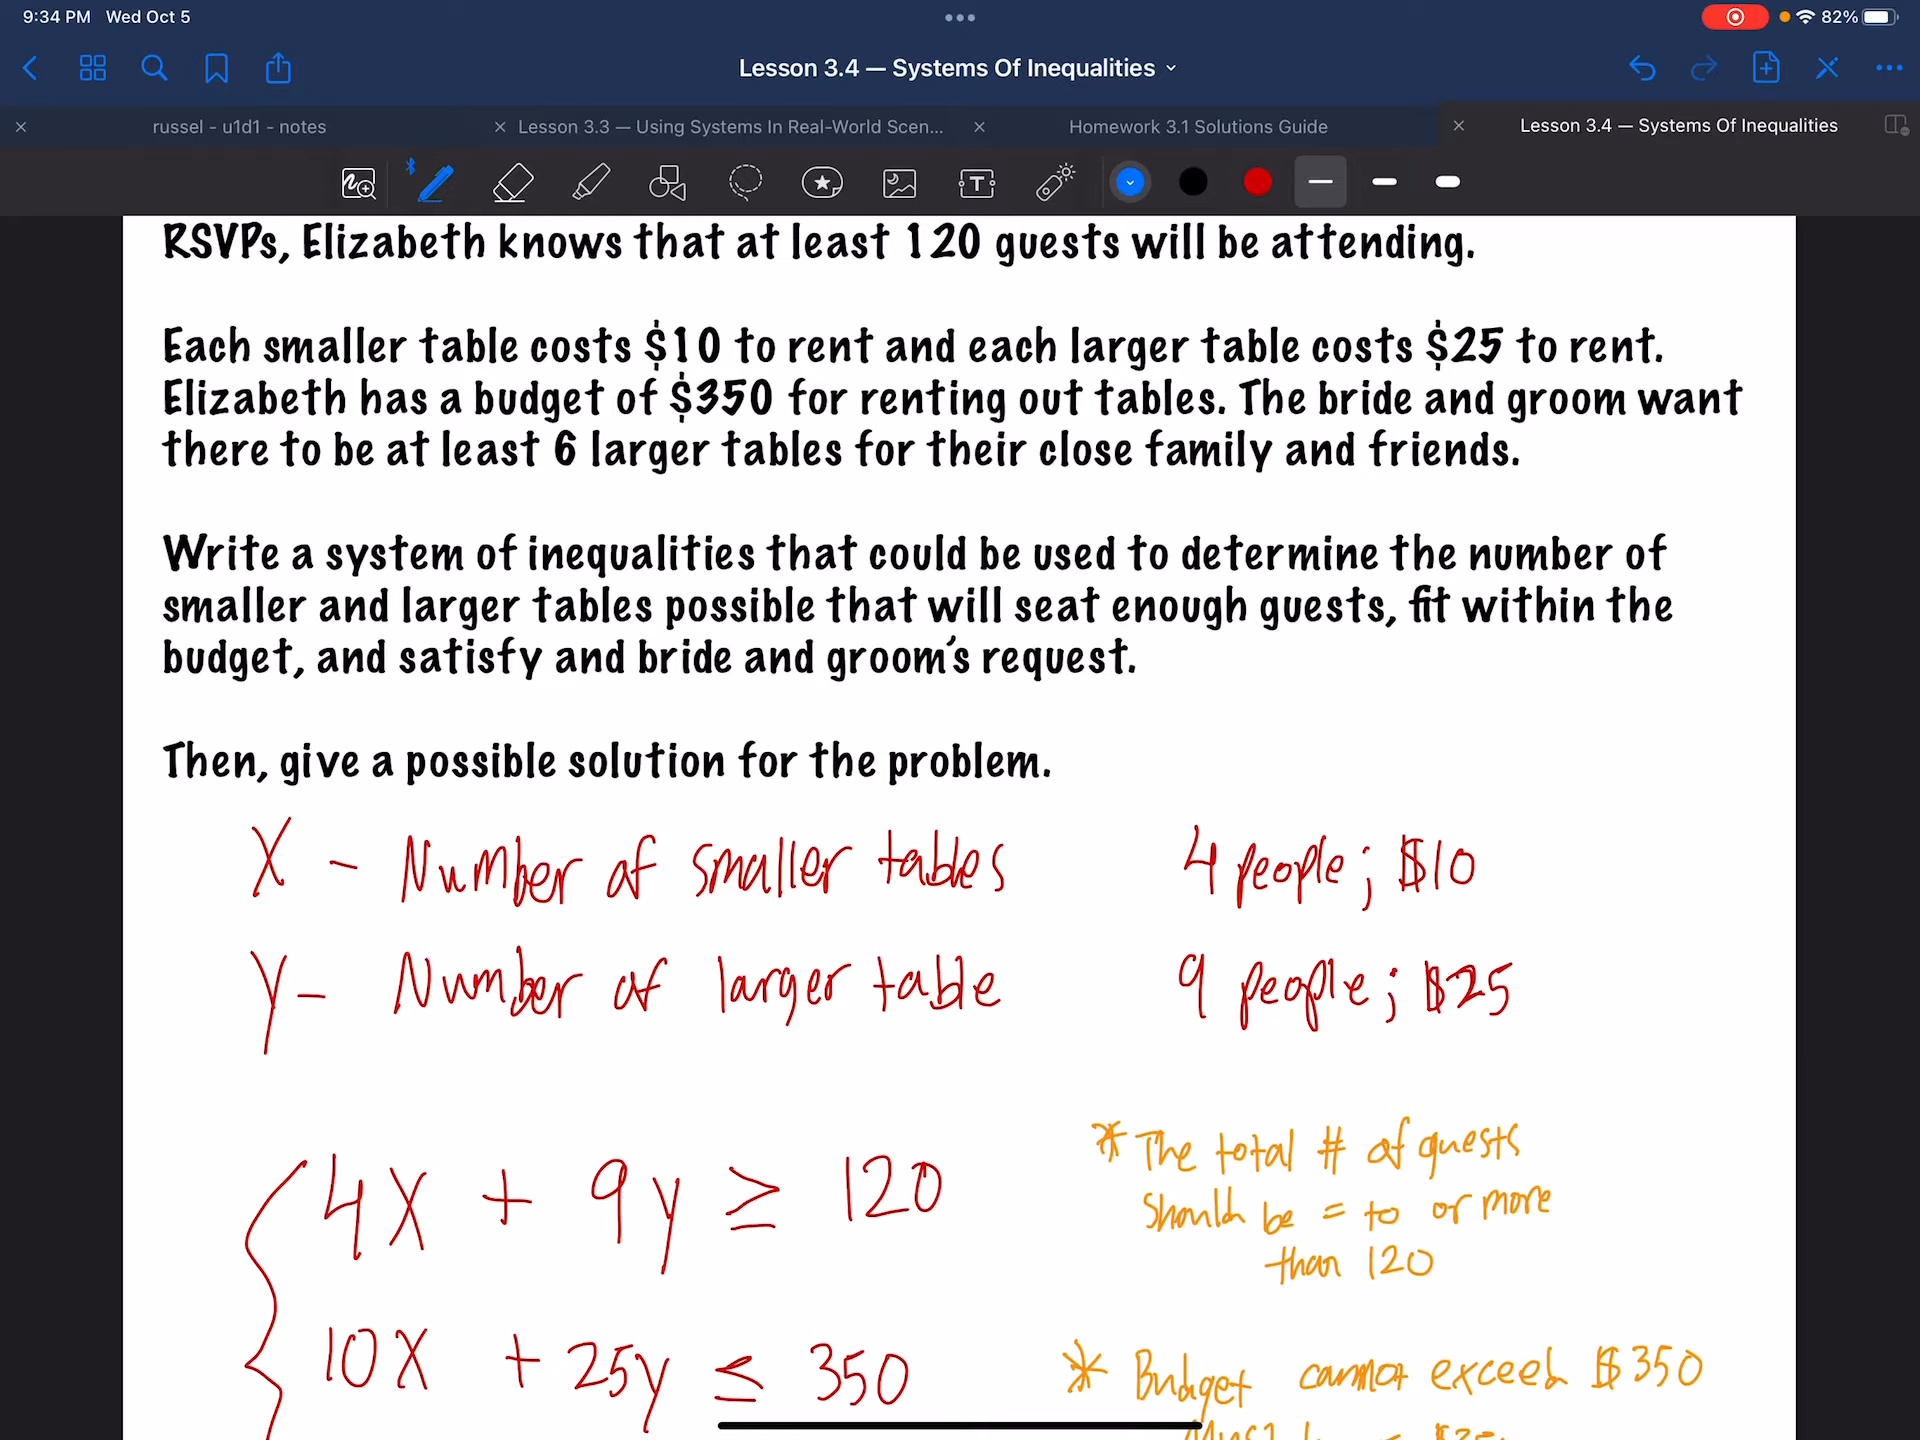 9:34 PM Wed Oct 5
82%
Lesson 3.4 — Systems Of Inequalities
russel - u1d1 - notes
Lesson 3.3 — Using Systems In Real-World Scen...
Homework 3.1 Solutions Guide
Lesson 3.4 — Systems Of Inequalities
RSVPs, Elizabeth knows that at least 120 guests will be attending.
Each smaller table costs $10 to rent and each larger table costs $25 to rent.
Elizabeth has a budget of $350 for renting out tables. The bride and groom want
there to be at least 6 larger tables for their close family and friends.
Write a system of inequalities that could be used to determine the number of
smaller and larger tables possible that will seat enough guests, fit within the
budget, and satisfy and bride and groom's request.
Then, give a possible solution for the problem.
X - Number of smaller tables 4 people; $10
Y - Number of larger table 9 people; $25
4X + 9y ≥ 120
* The total # of guests
should be = to or more
than 120
10X + 25y ≤ 350
* Budget cannot exceed $350